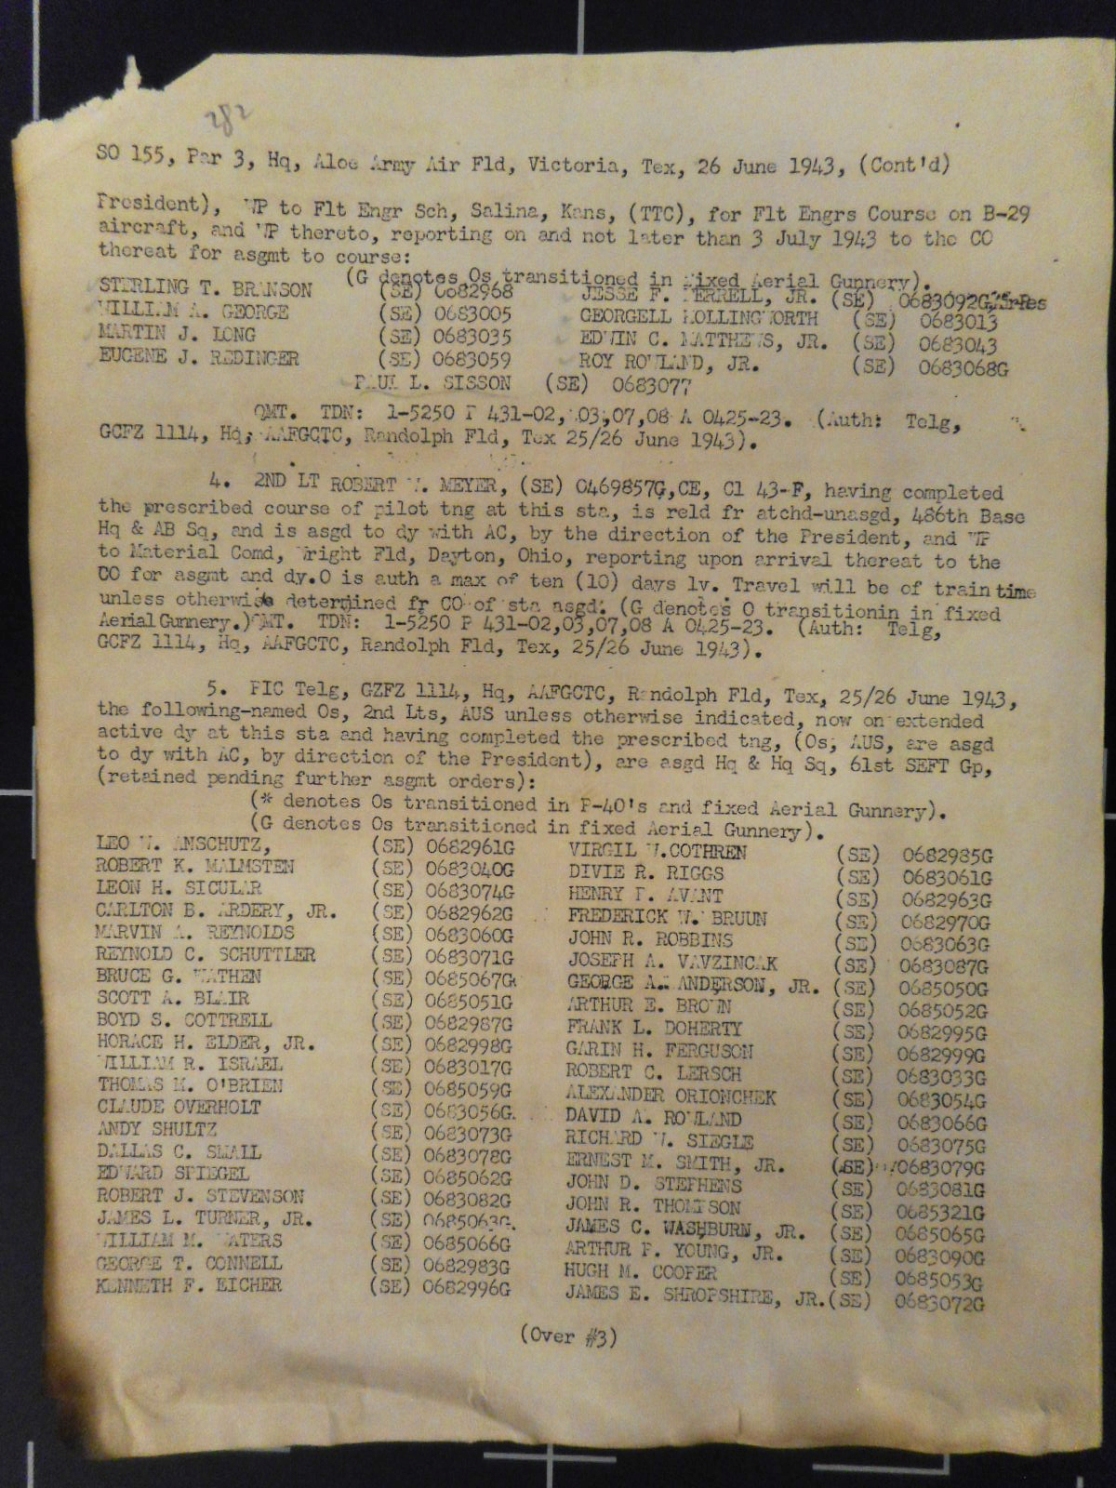 282
SO 155, Par 3, Hq, Aloe Army Air Fld, Victoria, Tex, 26 June 1943, (Cont'd)
President), WP to Flt Engr Sch, Salina, Kans, (TTC), for Flt Engrs Course on B-29
aircraft, and WP thereto, reporting on and not later than 3 July 1943 to the CO
thereat for asgmt to course:
(G denotes Os transitioned in Fixed Aerial Gunnery).
STERLING T. BRANSON (SE) 0682968 JESSE F. TERRELL, JR. (SE) 0683092G
WILLIAM A. GEORGE (SE) 0683005 GEORGELL HOLLINGWORTH (SE) 0683013
MARTIN J. LONG (SE) 0683035 EDWIN C. MATTHEWS, JR. (SE) 0683043
EUGENE J. REDINGER (SE) 0683059 ROY ROWLAND, JR. (SE) 0683068G
PAUL L. SISSON (SE) 0683077
QMT. TDN: 1-5250 P 431-02, 03,07,08 A 0425-23. (Auth: Telg,
GCFZ 1114, Hq, AAFGCTC, Randolph Fld, Tex 25/26 June 1943).
4. 2ND LT ROBERT W. MEYER, (SE) 0469857G,CE, Cl 43-F, having completed
the prescribed course of pilot tng at this sta, is reld fr atchd-unasgd, 486th Base
Hq & AB Sq, and is asgd to dy with AC, by the direction of the President, and WP
to Material Comd, Wright Fld, Dayton, Ohio, reporting upon arrival thereat to the
CO for asgmt and dy.O is auth a max of ten (10) days lv. Travel will be of train time
unless otherwise determined fr CO of sta asgd. (G denotes O transitionin in fixed
Aerial Gunnery.)QMT. TDN: 1-5250 P 431-02,03,07,08 A 0425-23. (Auth: Telg,
GCFZ 1114, Hq, AAFGCTC, Randolph Fld, Tex, 25/26 June 1943).
5. FIC Telg, GZFZ 1114, Hq, AAFGCTC, Randolph Fld, Tex, 25/26 June 1943,
the following-named Os, 2nd Lts, AUS unless otherwise indicated, now on extended
active dy at this sta and having completed the prescribed tng, (Os, AUS, are asgd
to dy with AC, by direction of the President), are asgd Hq & Hq Sq, 61st SEFT Gp,
(retained pending further asgmt orders):
(* denotes Os transitioned in P-40's and fixed Aerial Gunnery).
(G denotes Os transitioned in fixed Aerial Gunnery).
LEO W. ANSCHUTZ, (SE) 0682961G VIRGIL W.COTHREN (SE) 0682985G
ROBERT K. MALMSTEN (SE) 0683040G DIVIE R. RIGGS (SE) 0683061G
LEON H. SICULAR (SE) 0683074G HENRY F. AVANT (SE) 0682963G
CARLTON B. ARDERY, JR. (SE) 0682962G FREDERICK W. BRUUN (SE) 0682970G
MARVIN A. REYNOLDS (SE) 0683060G JOHN R. ROBBINS (SE) 0683063G
REYNOLD C. SCHUTTLER (SE) 0683071G JOSEPH A. VAVZINCAK (SE) 0683087G
BRUCE G. WATHEN (SE) 0685067G GEORGE A. ANDERSON, JR. (SE) 0685050G
SCOTT A. BLAIR (SE) 0685051G ARTHUR E. BROWN (SE) 0685052G
BOYD S. COTTRELL (SE) 0682987G FRANK L. DOHERTY (SE) 0682995G
HORACE H. ELDER, JR. (SE) 0682998G GARIN H. FERGUSON (SE) 0682999G
WILLIAM R. ISRAEL (SE) 0683017G ROBERT C. LERSCH (SE) 0683033G
THOMAS M. O'BRIEN (SE) 0685059G ALEXANDER ORIONCHEK (SE) 0683054G
CLAUDE OVERHOLT (SE) 0683056G DAVID A. ROWLAND (SE) 0683066G
ANDY SHULTZ (SE) 0683073G RICHARD W. SIEGLE (SE) 0683075G
DALLAS C. SMALL (SE) 0683078G ERNEST M. SMITH, JR. (SE) 0683079G
EDWARD SPIEGEL (SE) 0685062G JOHN D. STEPHENS (SE) 0683081G
ROBERT J. STEVENSON (SE) 0683082G JOHN R. THOMPSON (SE) 0685321G
JAMES L. TURNER, JR. (SE) 0685063G. JAMES C. WASHBURN, JR. (SE) 0685065G
WILLIAM M. WATERS (SE) 0685066G ARTHUR P. YOUNG, JR. (SE) 0683090G
GEORGE T. CONNELL (SE) 0682983G HUGH M. COOPER (SE) 0685053G
KENNETH F. EICHER (SE) 0682996G JAMES E. SHROPSHIRE, JR.(SE) 0683072G
(Over #3)